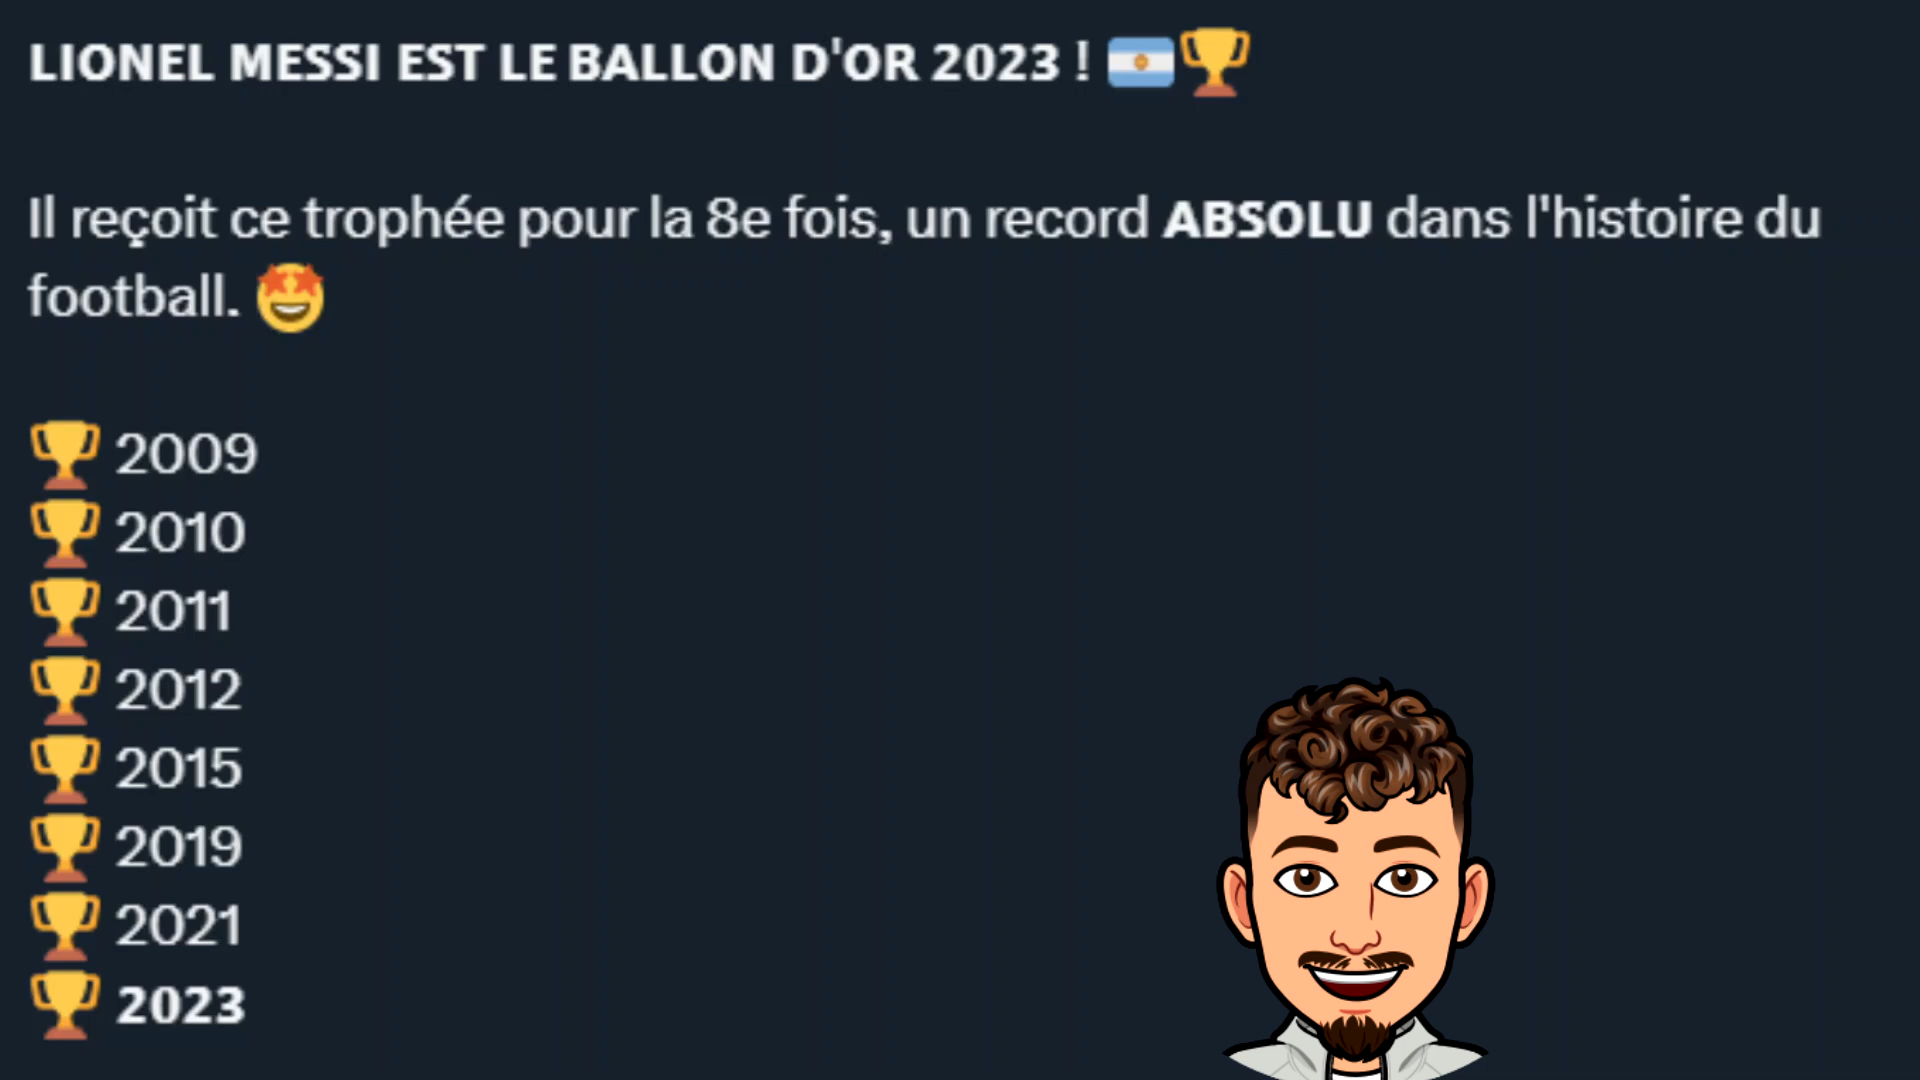 LIONEL MESSI EST LE BALLON D'OR 2023 ! 🇦🇷🏆
Il reçoit ce trophée pour la 8e fois, un record ABSOLU dans l'histoire du
football. 🤩
🏆 2009
🏆 2010
🏆 2011
🏆 2012
🏆 2015
🏆 2019
🏆 2021
🏆 2023